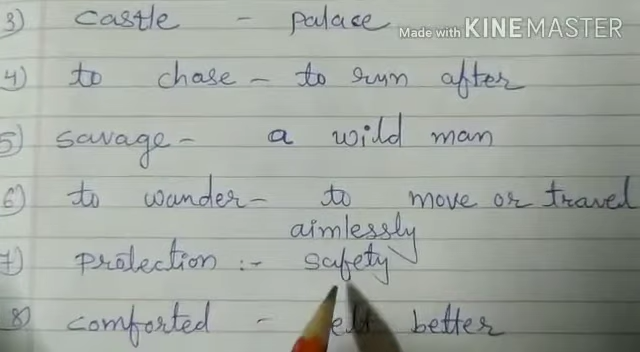 Made with KINEMASTER
3) castle - palace
4) to chase - to run after
5) savage - a wild man
6) to wander - to move or travel
aimlessly
7) protection :- safety
8) comforted - better